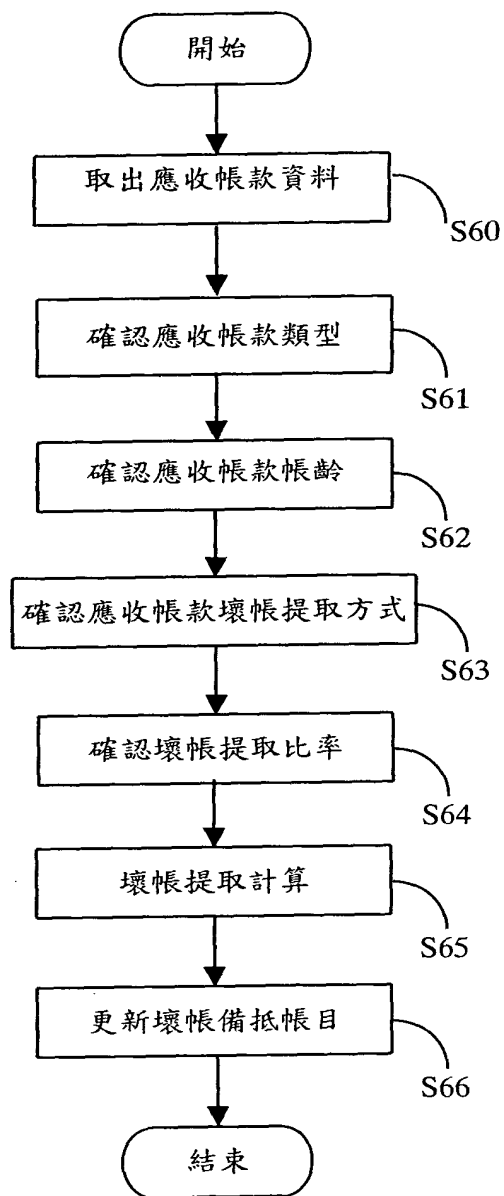 開始
取出應收帳款資料
S60
確認應收帳款類型
S61
確認應收帳款帳齡
S62
確認應收帳款壞帳提取方式
S63
確認壞帳提取比率
S64
壞帳提取計算
S65
更新壞帳備抵帳目
S66
結束